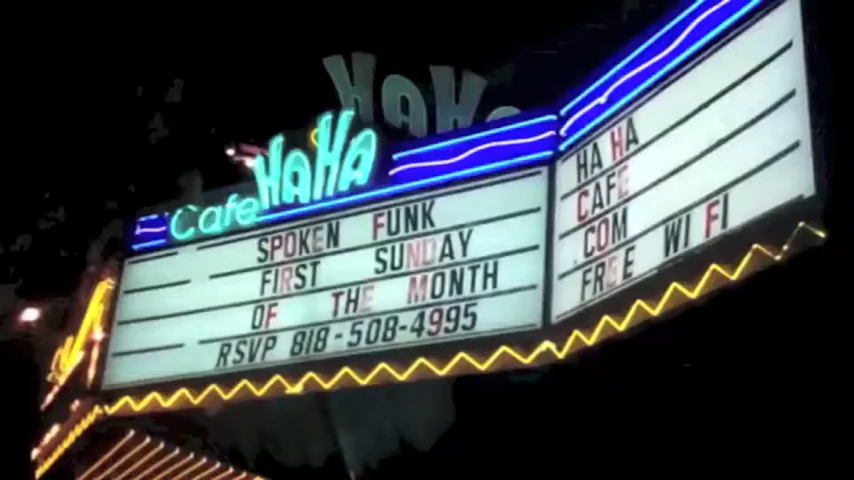 HAHA
Cafe HAHA
SPOKEN FUNK
FIRST SUNDAY
OF THE MONTH
RSVP 818-508-4995
HA HA
CAFE
.COM
FREE WI FI